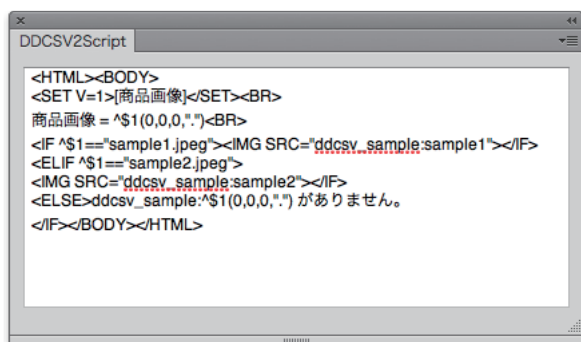 DDCSV2Script
<HTML><BODY>
<SET V=1>[商品画像]</SET><BR>
商品画像 = ^$1(0,0,0,".")<BR>
<IF ^$1=="sample1.jpeg"><IMG SRC="ddcsv_sample:sample1"></IF>
<ELIF ^$1=="sample2.jpeg">
<IMG SRC="ddcsv_sample:sample2"></IF>
<ELSE>ddcsv_sample:^$1(0,0,0,".") がありません。
</IF></BODY></HTML>